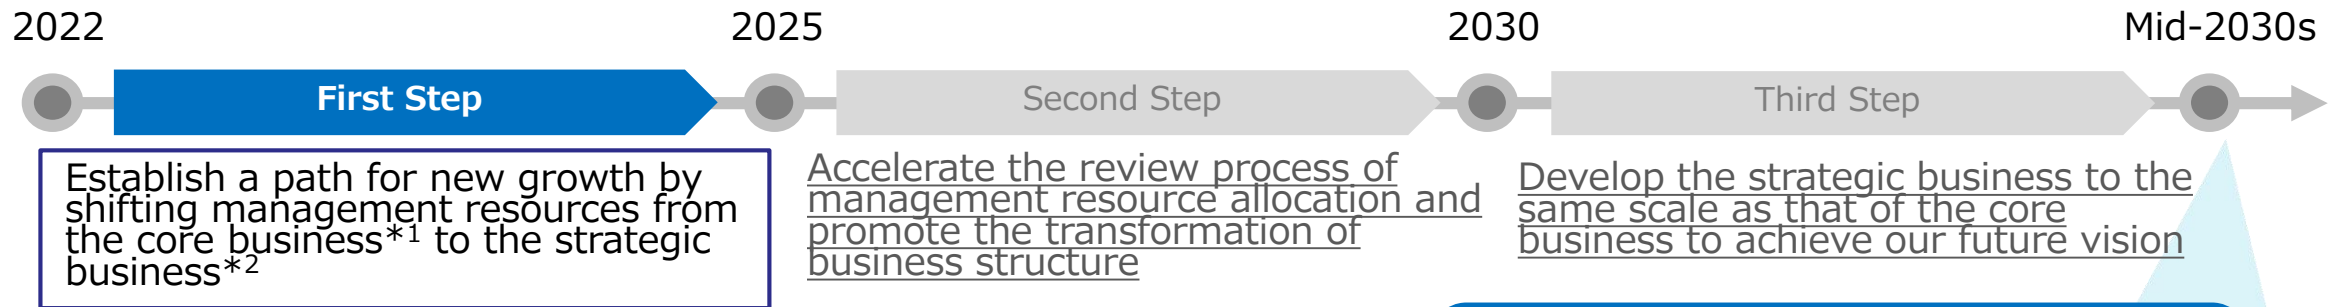 2022
2025
2030
Mid-2030s
First Step
Second Step
Third Step
Establish a path for new growth by
shifting management resources from
the core business*1 to the strategic
business*2
Accelerate the review process of
management resource allocation and
promote the transformation of
business structure
Develop the strategic business to the
same scale as that of the core
business to achieve our future vision